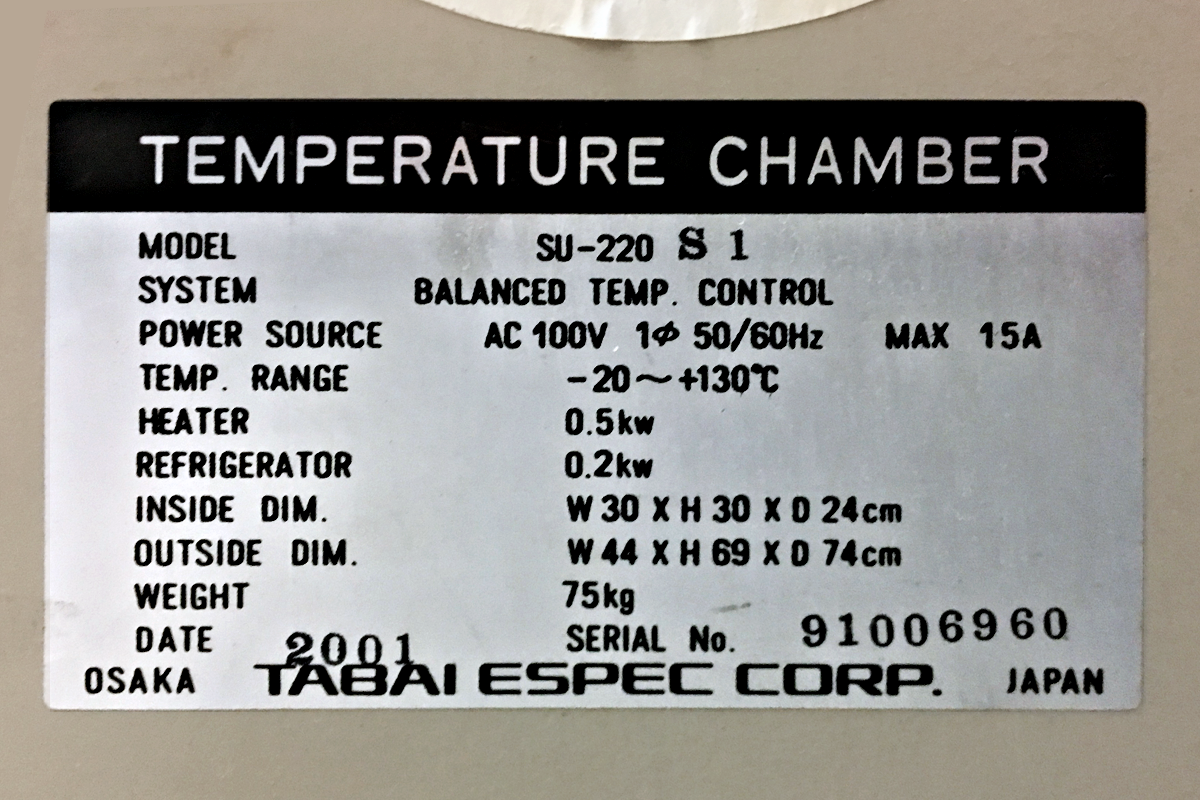 TEMPERATURE CHAMBER
MODEL SU-220 S 1
SYSTEM BALANCED TEMP. CONTROL
POWER SOURCE AC 100V 1φ 50/60Hz MAX 15A
TEMP. RANGE -20～+130℃
HEATER 0.5kw
REFRIGERATOR 0.2kw
INSIDE DIM. W 30 X H 30 X D 24cm
OUTSIDE DIM. W 44 X H 69 X D 74cm
WEIGHT 75kg
DATE 2001 SERIAL No. 91006960
OSAKA TABAI ESPEC CORP. JAPAN